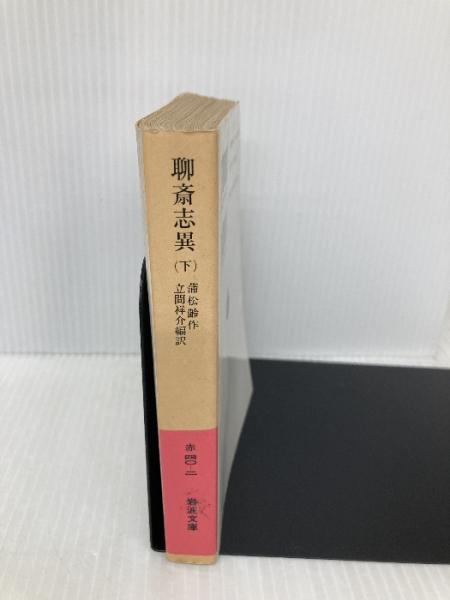 聊斎志異
(下)
蒲松齢作
立間祥介編訳
赤 四〇-二
岩波文庫